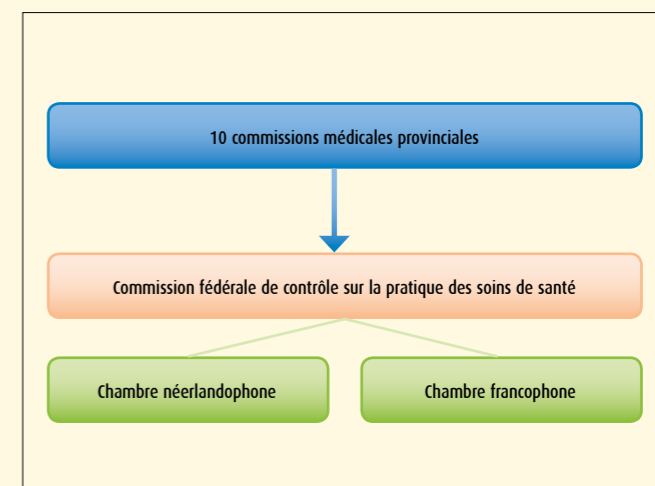 10 commissions médicales provinciales
Commission fédérale de contrôle sur la pratique des soins de santé
Chambre néerlandophone
Chambre francophone